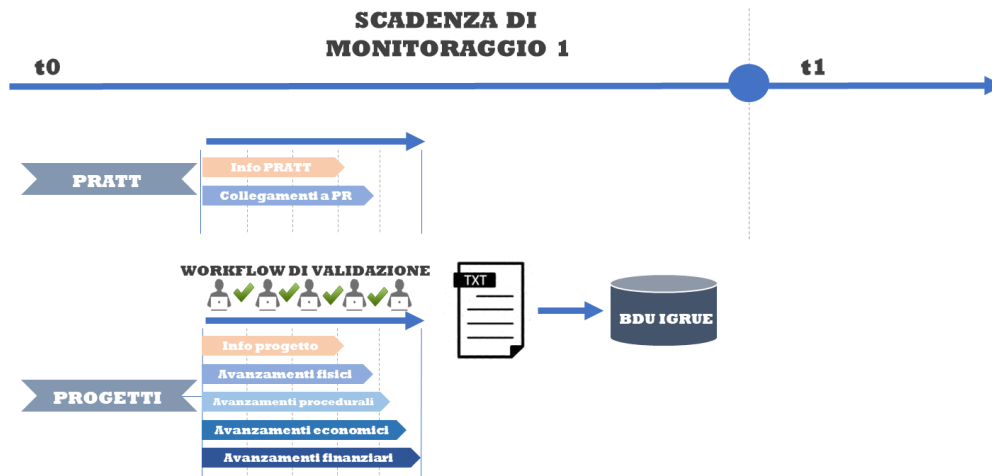 SCADENZA DI
MONITORAGGIO 1
t0
t1
PRATT
Info PRATT
Collegamenti a PR
WORKFLOW DI VALIDAZIONE
TXT
BDU IGRUE
PROGETTI
Info progetto
Avanzamenti fisici
Avanzamenti procedurali
Avanzamenti economici
Avanzamenti finanziari